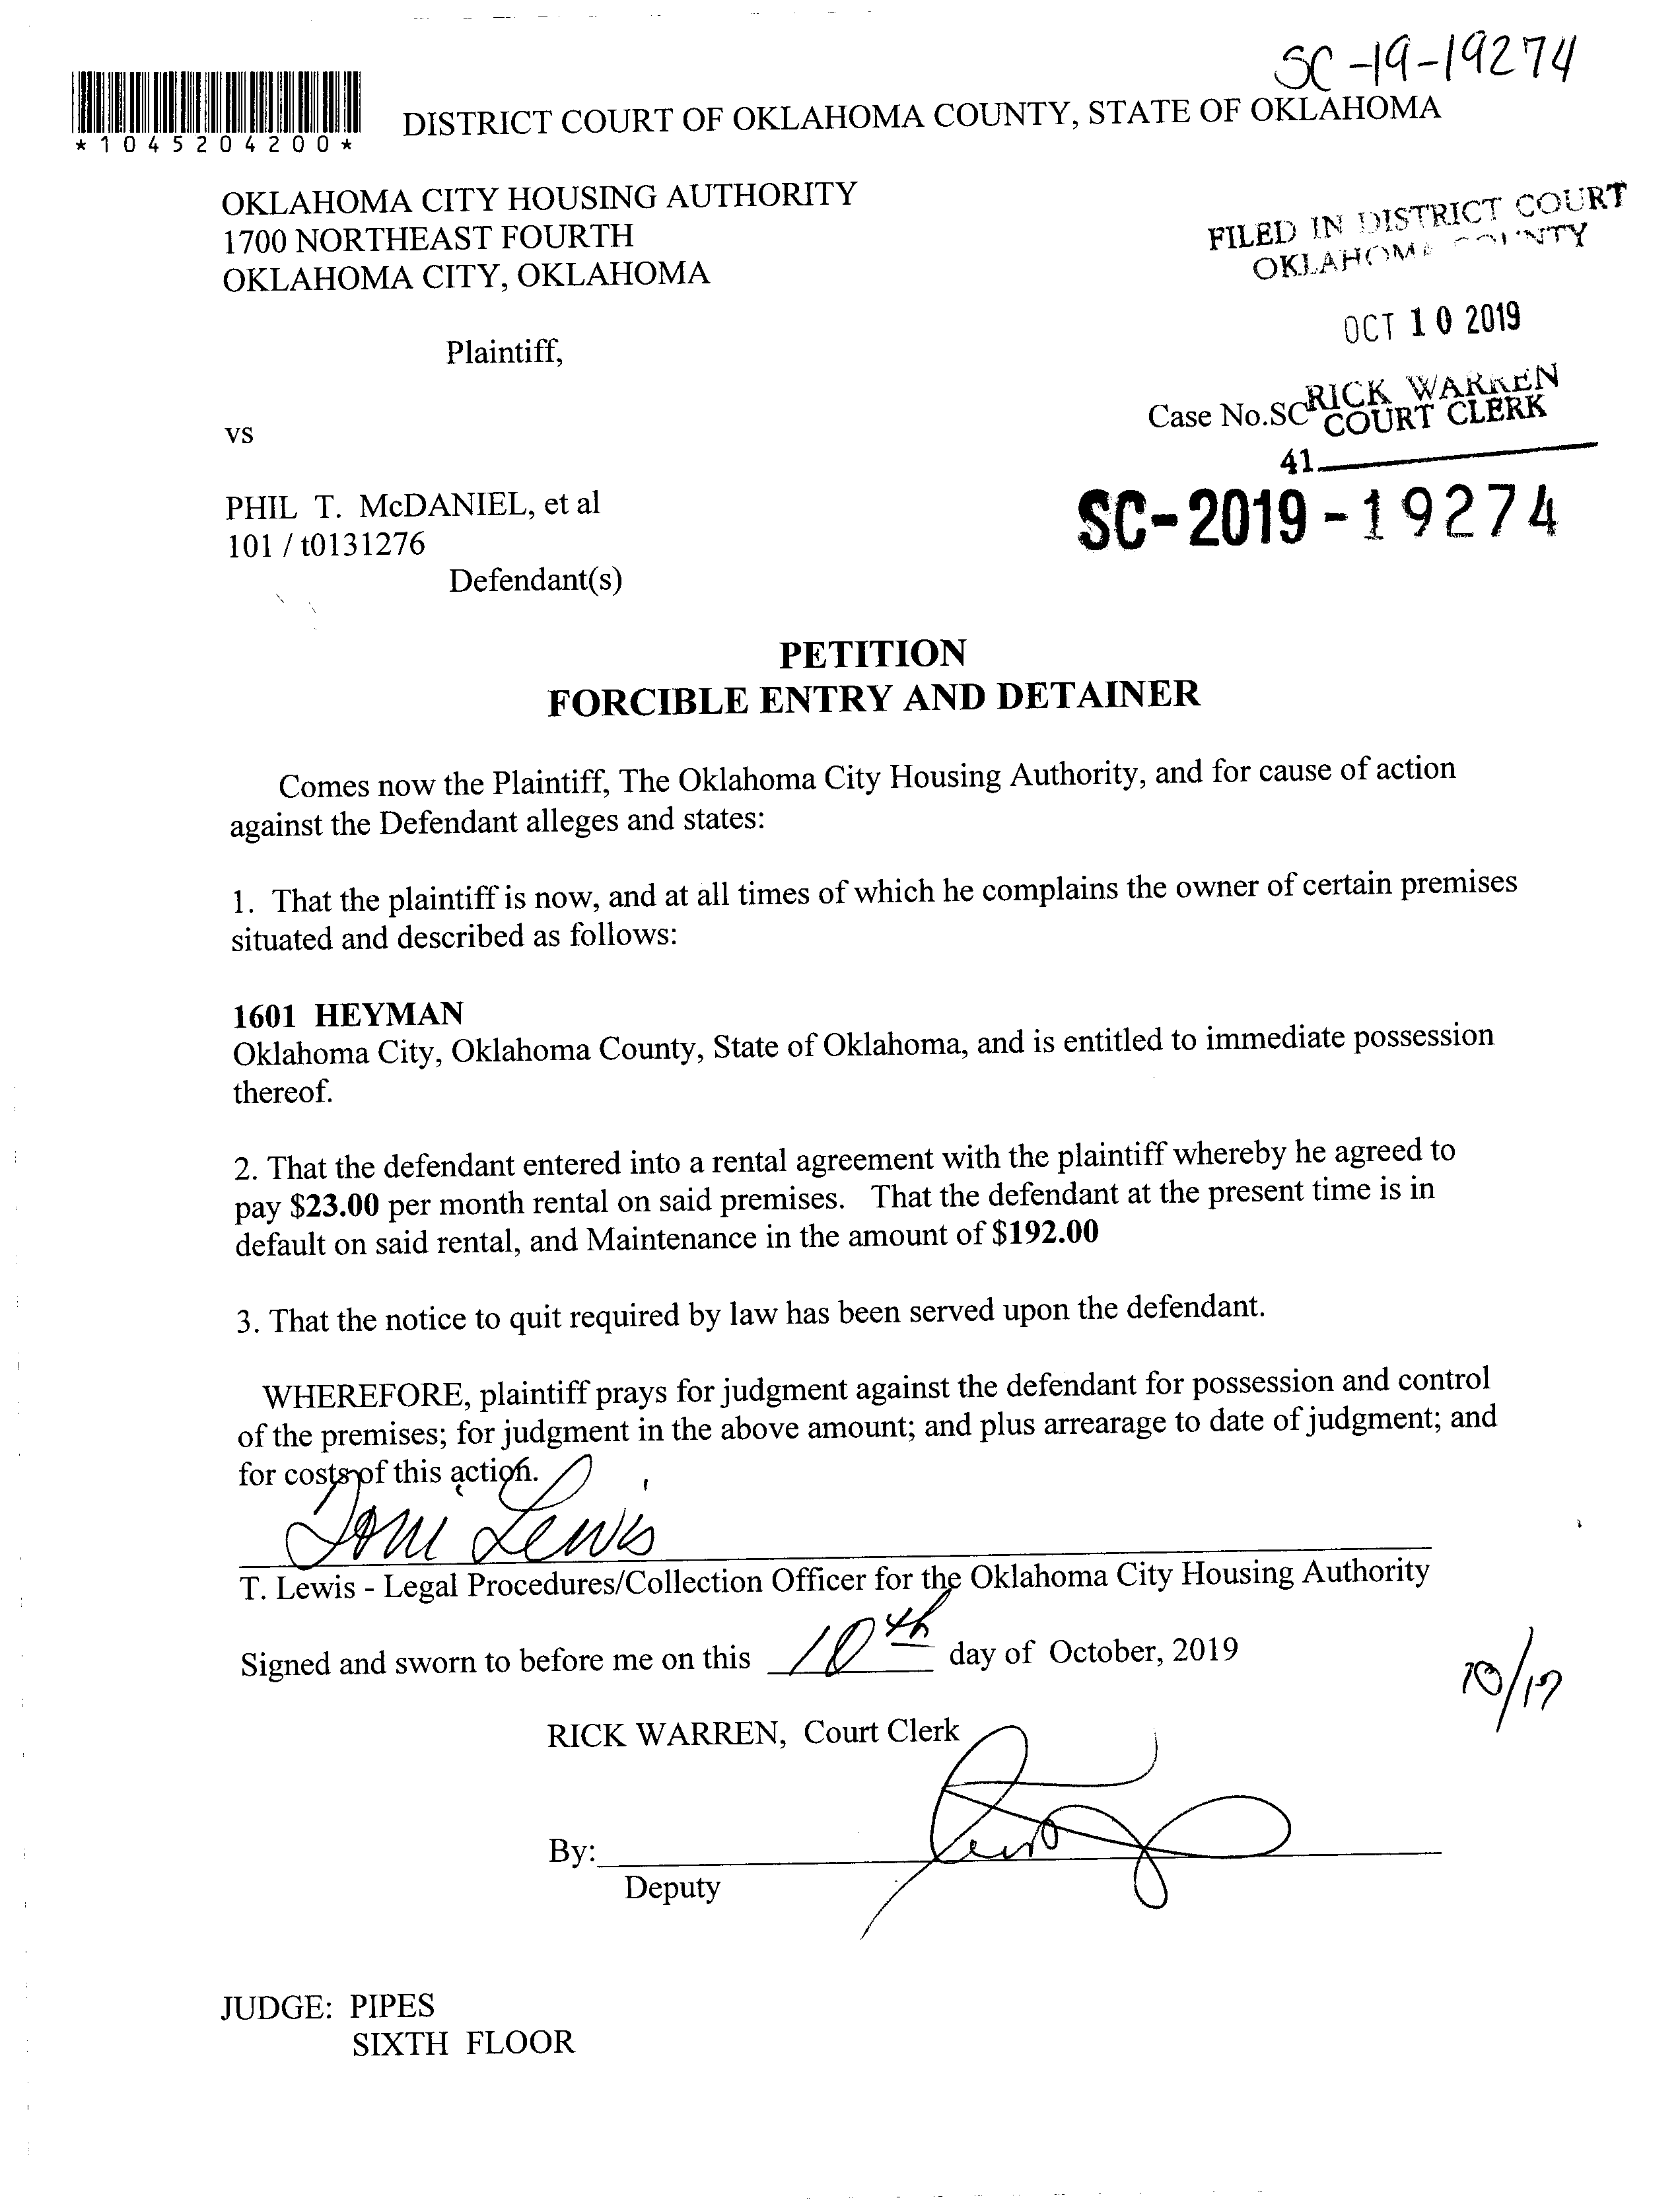 SC-19-19274
*1045204200*
DISTRICT COURT OF OKLAHOMA COUNTY, STATE OF OKLAHOMA
OKLAHOMA CITY HOUSING AUTHORITY
1700 NORTHEAST FOURTH
OKLAHOMA CITY, OKLAHOMA
FILED IN DISTRICT COURT
OKLAHOMA COUNTY
OCT 10 2019
Plaintiff,
RICK WARREN
Case No.SC
COURT CLERK
vs
41
SC-2019-19274
PHIL T. McDANIEL, et al
101 / t0131276
Defendant(s)
PETITION
FORCIBLE ENTRY AND DETAINER
Comes now the Plaintiff, The Oklahoma City Housing Authority, and for cause of action
against the Defendant alleges and states:
1. That the plaintiff is now, and at all times of which he complains the owner of certain premises
situated and described as follows:
1601 HEYMAN
Oklahoma City, Oklahoma County, State of Oklahoma, and is entitled to immediate possession
thereof.
2. That the defendant entered into a rental agreement with the plaintiff whereby he agreed to
pay $23.00 per month rental on said premises. That the defendant at the present time is in
default on said rental, and Maintenance in the amount of $192.00
3. That the notice to quit required by law has been served upon the defendant.
WHEREFORE, plaintiff prays for judgment against the defendant for possession and control
of the premises; for judgment in the above amount; and plus arrearage to date of judgment; and
for costs of this action.
Toni Lewis
T. Lewis - Legal Procedures/Collection Officer for the Oklahoma City Housing Authority
Signed and sworn to before me on this 10th day of October, 2019
RICK WARREN, Court Clerk
By:
Deputy
JUDGE: PIPES
SIXTH FLOOR